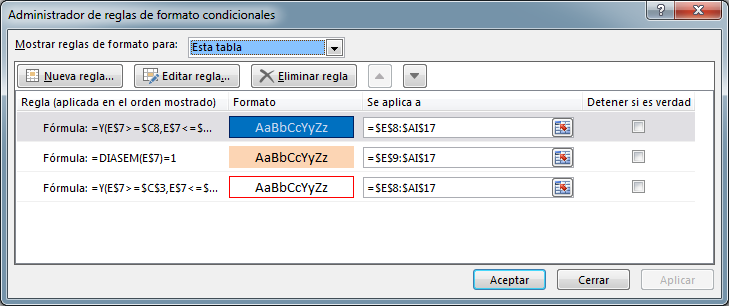 Administrador de reglas de formato condicionales
Mostrar reglas de formato para: Esta tabla
Nueva regla... Editar regla... Eliminar regla
Regla (aplicada en el orden mostrado) Formato Se aplica a Detener si es verdad
Fórmula: =Y(E$7>=$C8,E$7<=$... AaBbCcYyZz =$E$8:$AI$17
Fórmula: =DIASEM(E$7)=1 AaBbCcYyZz =$E$9:$AI$17
Fórmula: =Y(E$7>=$C$3,E$7<=$... AaBbCcYyZz =$E$8:$AI$17
Aceptar Cerrar Aplicar